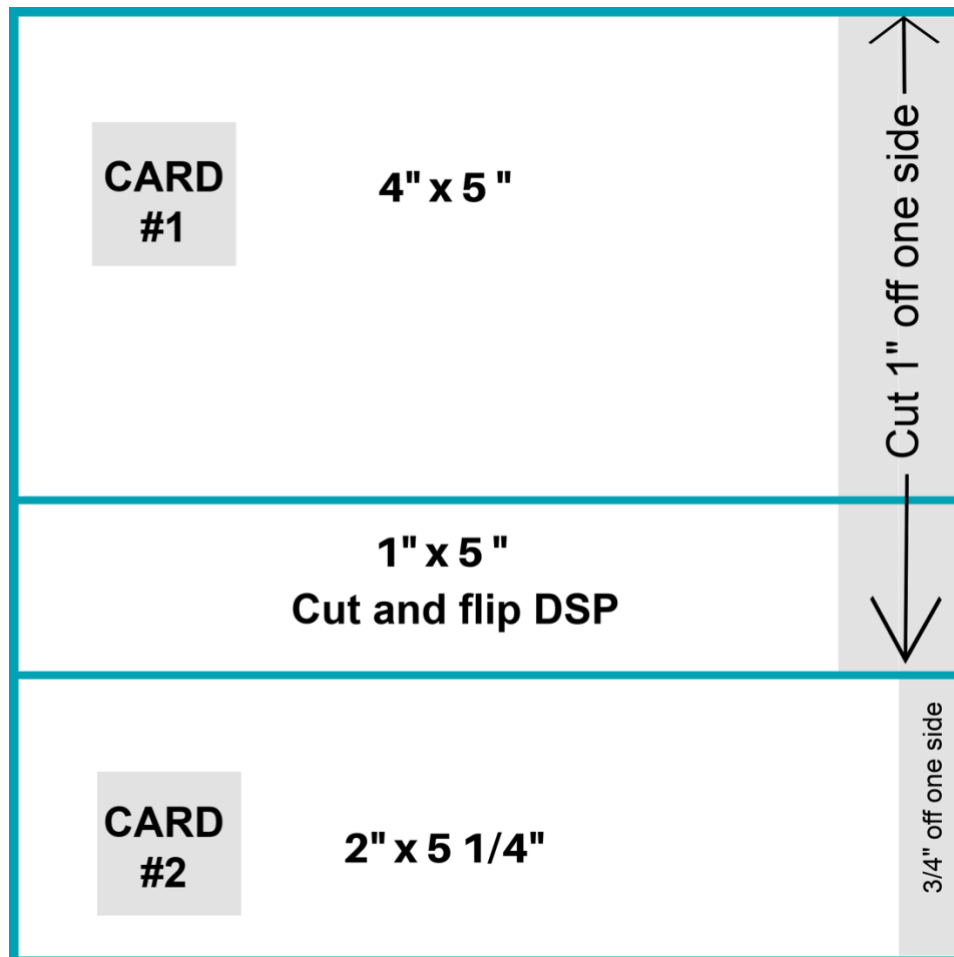 CARD
#1
4" x 5 "
Cut 1" off one side
1" x 5 "
Cut and flip DSP
CARD
#2
2" x 5 1/4"
3/4" off one side